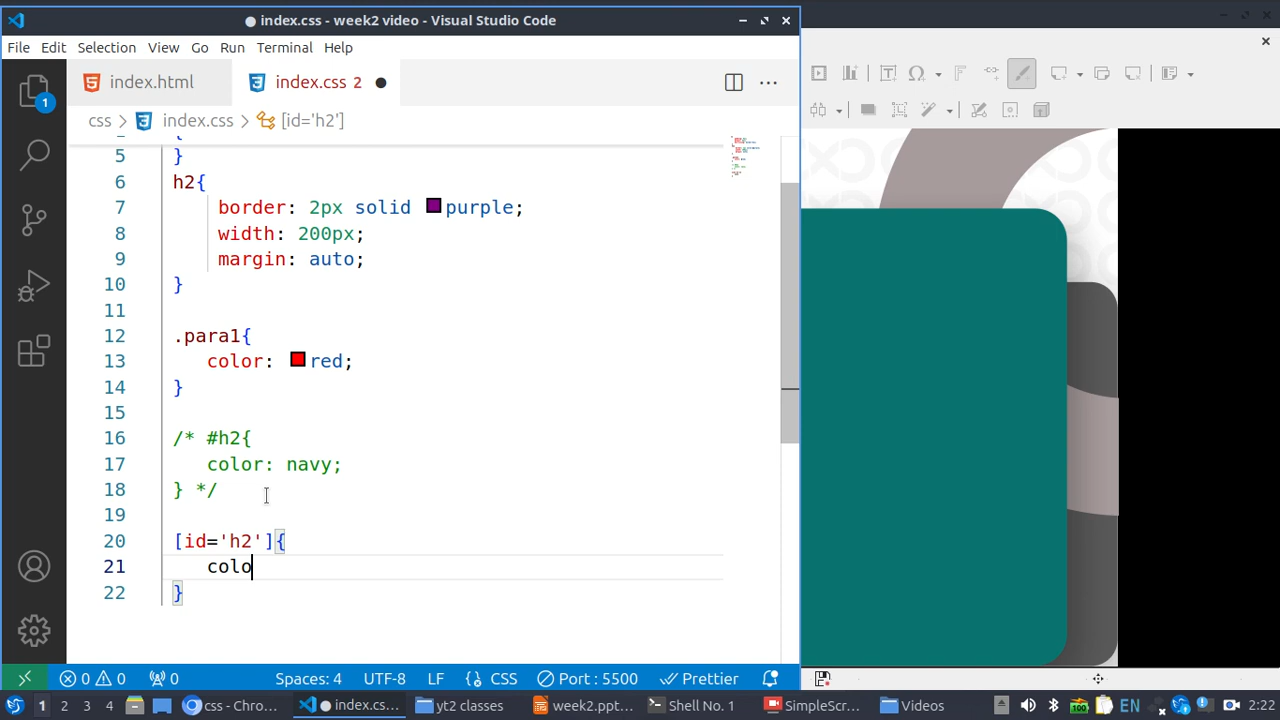 index.css - week2 video - Visual Studio Code
File Edit Selection View Go Run Terminal Help
1
index.html index.css 2
css index.css [id='h2']
5 }
6 h2{
7 border: 2px solid purple;
8 width: 200px;
9 margin: auto;
10 }
11
12 .para1{
13 color: red;
14 }
15
16 /* #h2{
17 color: navy;
18 } */
19
20 [id='h2']{
21 colo
22 }
0 0 0 Spaces: 4 UTF-8 LF CSS Port : 5500 Prettier
1 2 3 4 css - Chro... index.cs... yt2 classes week2.ppt... Shell No. 1 SimpleScr... Videos 100 EN 2:22